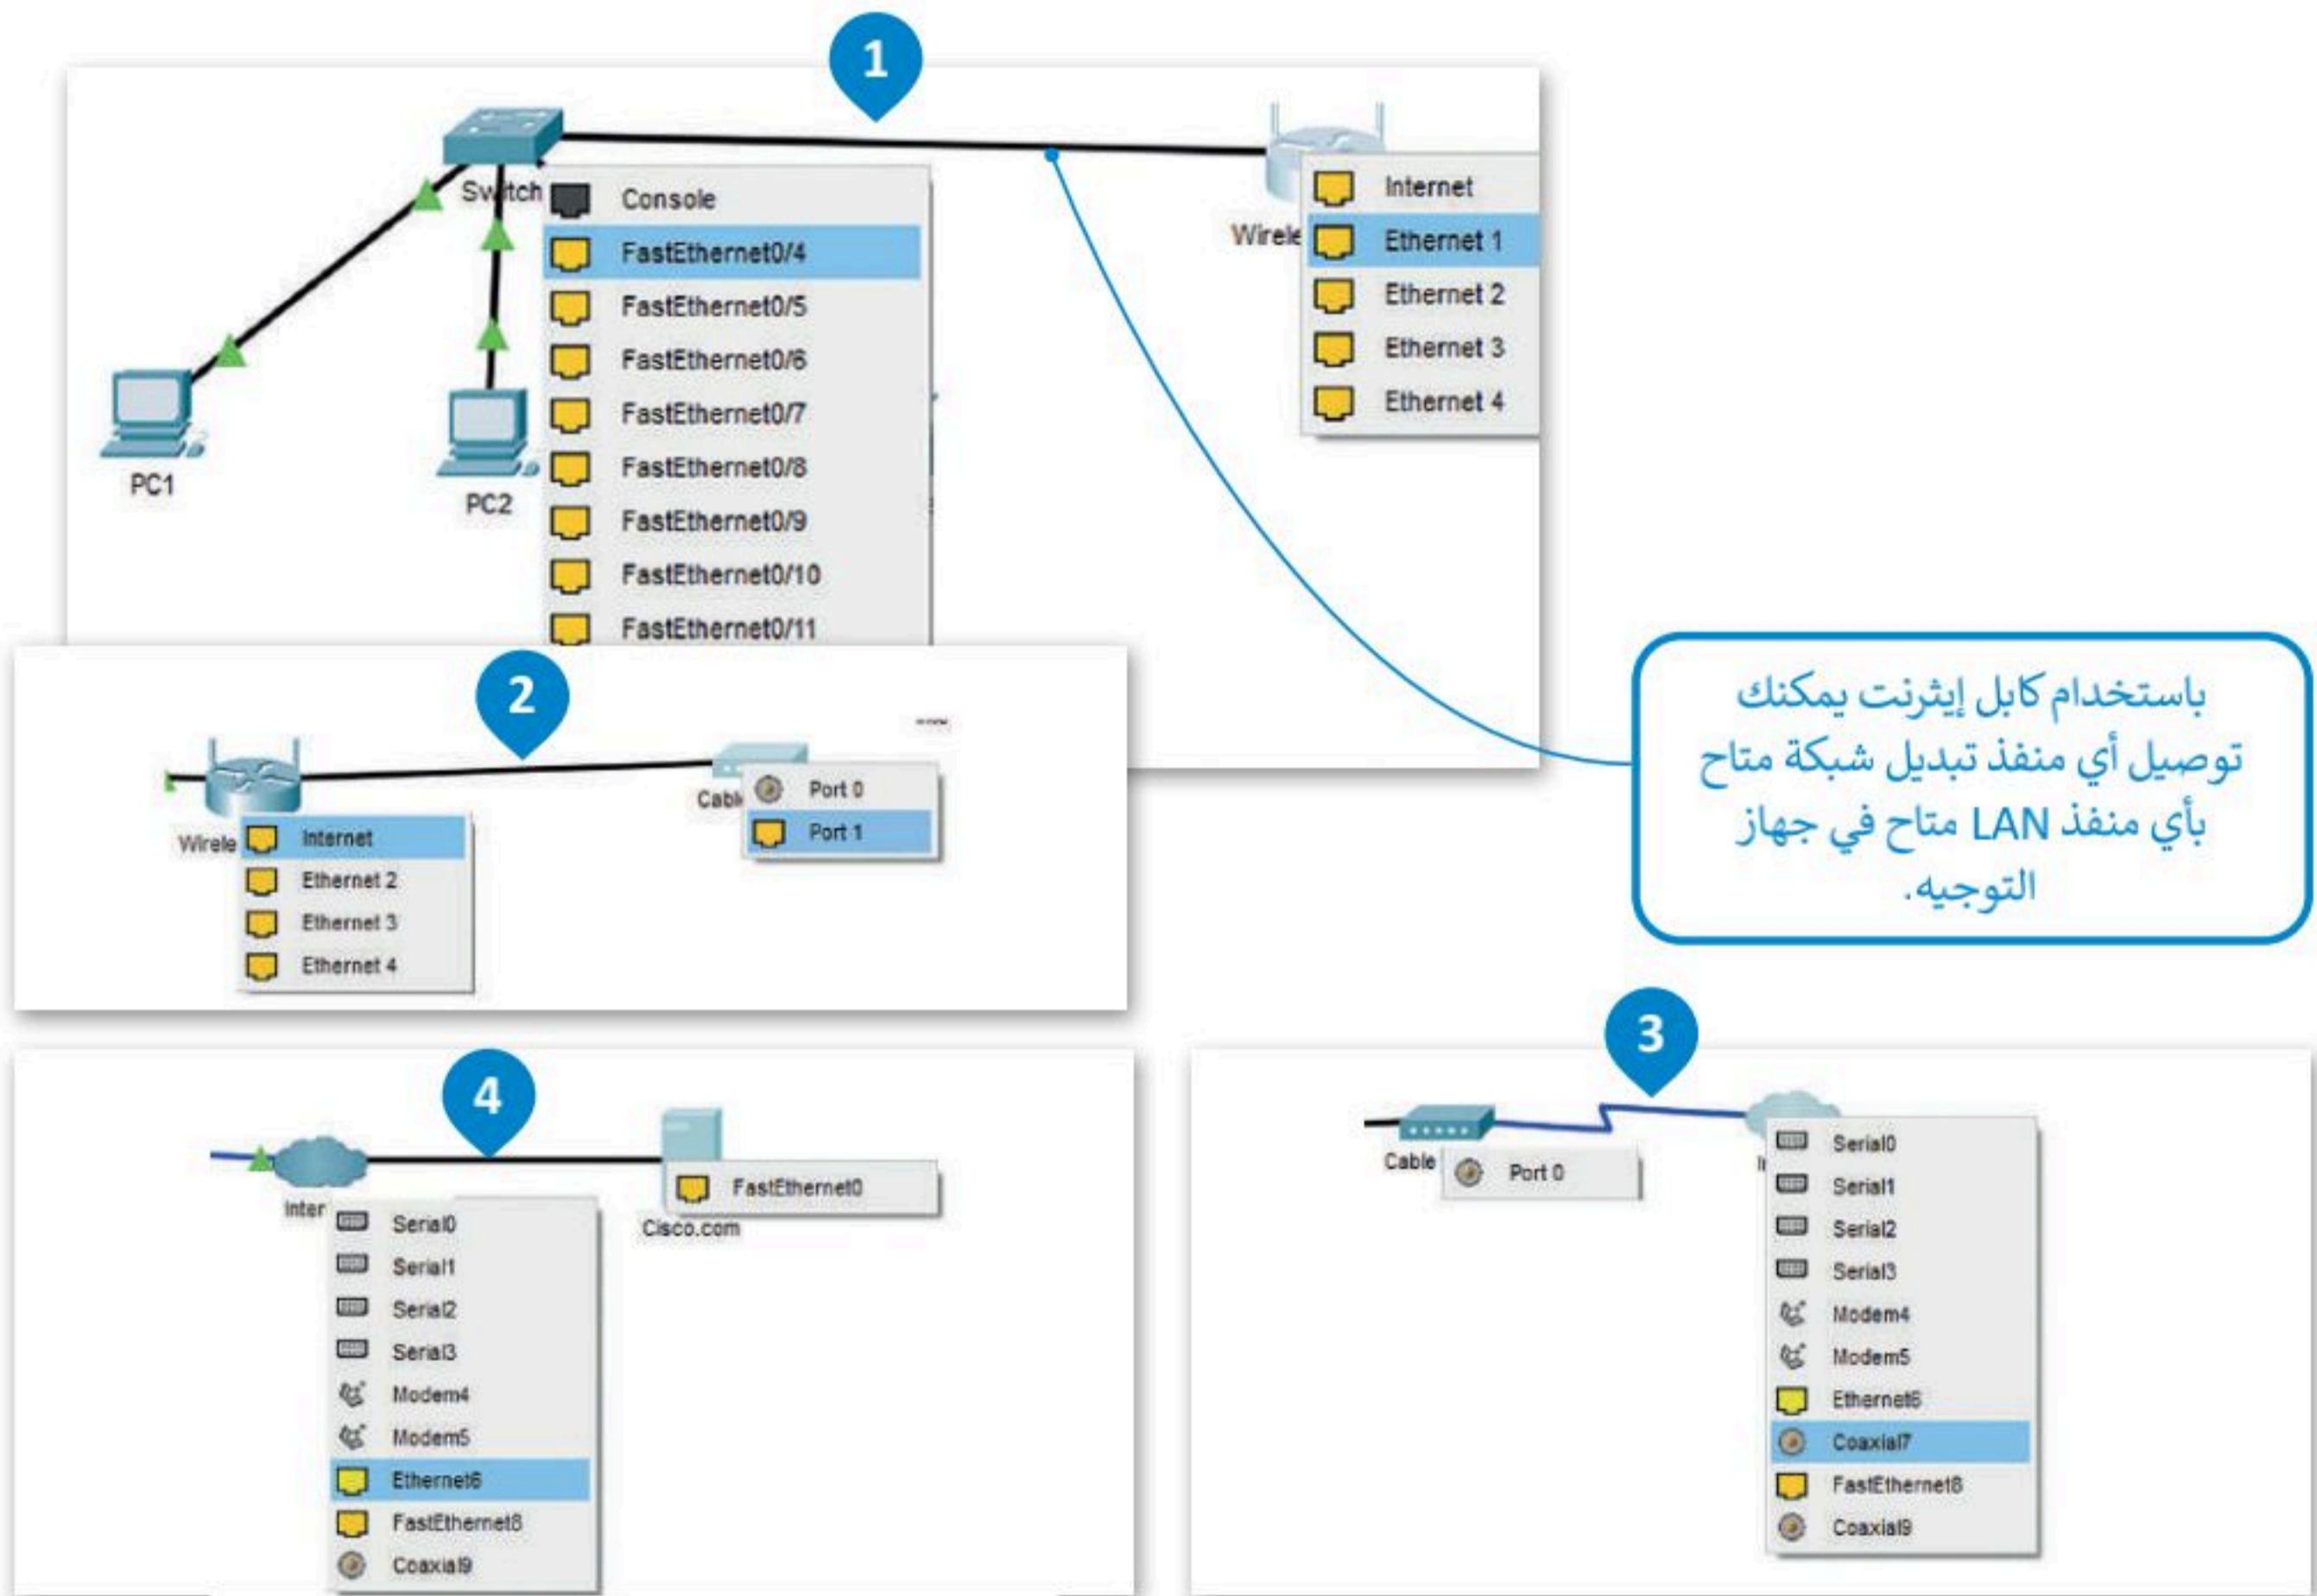 1
Switch
Console
FastEthernet0/4
FastEthernet0/5
FastEthernet0/6
FastEthernet0/7
FastEthernet0/8
FastEthernet0/9
FastEthernet0/10
FastEthernet0/11
PC1
PC2
Wirele
Internet
Ethernet 1
Ethernet 2
Ethernet 3
Ethernet 4
باستخدام كابل إيثرنت يمكنك
توصيل أي منفذ تبديل شبكة متاح
بأي منفذ LAN متاح في جهاز
التوجيه.
2
Wirele
Internet
Ethernet 2
Ethernet 3
Ethernet 4
Cabl
Port 0
Port 1
3
Cable
Port 0
Serial0
Serial1
Serial2
Serial3
Modem4
Modem5
Ethernet6
Coaxial7
FastEthernet8
Coaxial9
4
Inter
Serial0
Serial1
Serial2
Serial3
Modem4
Modem5
Ethernet6
FastEthernet8
Coaxial9
FastEthernet0
Cisco.com